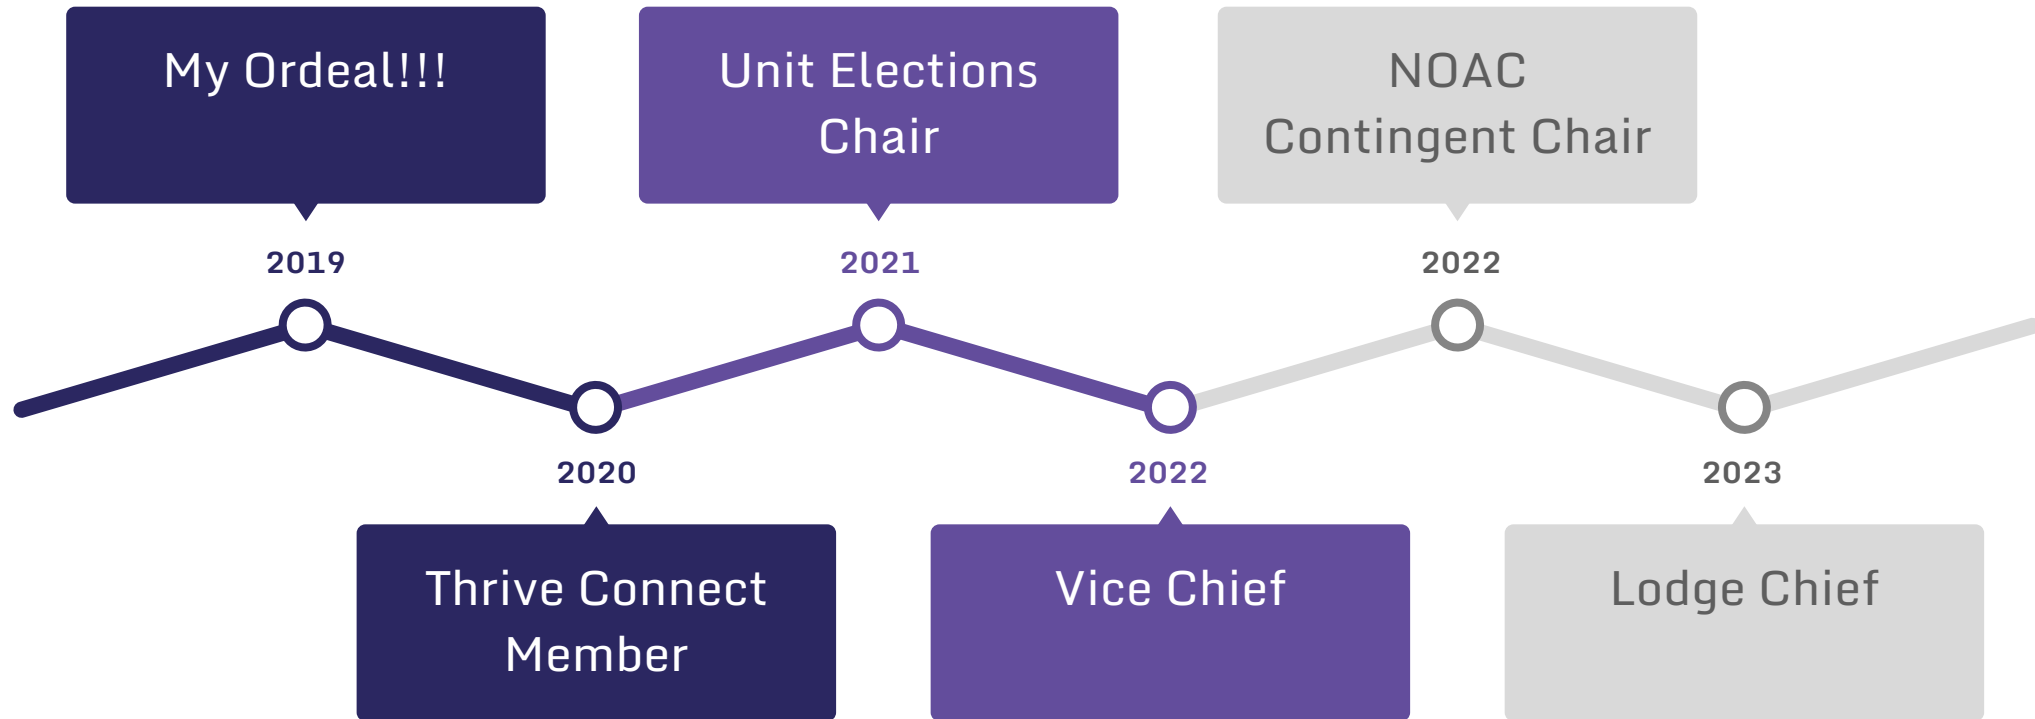 My Ordeal!!!
2019
2020
Thrive Connect
Member
Unit Elections
Chair
2021
2022
Vice Chief
NOAC
Contingent Chair
2022
2023
Lodge Chief